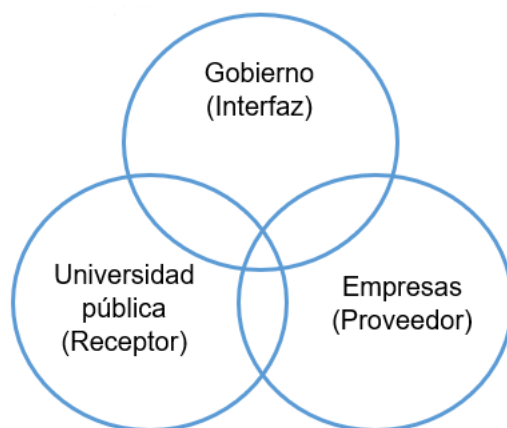 Gobierno
(Interfaz)
Universidad
pública
(Receptor)
Empresas
(Proveedor)